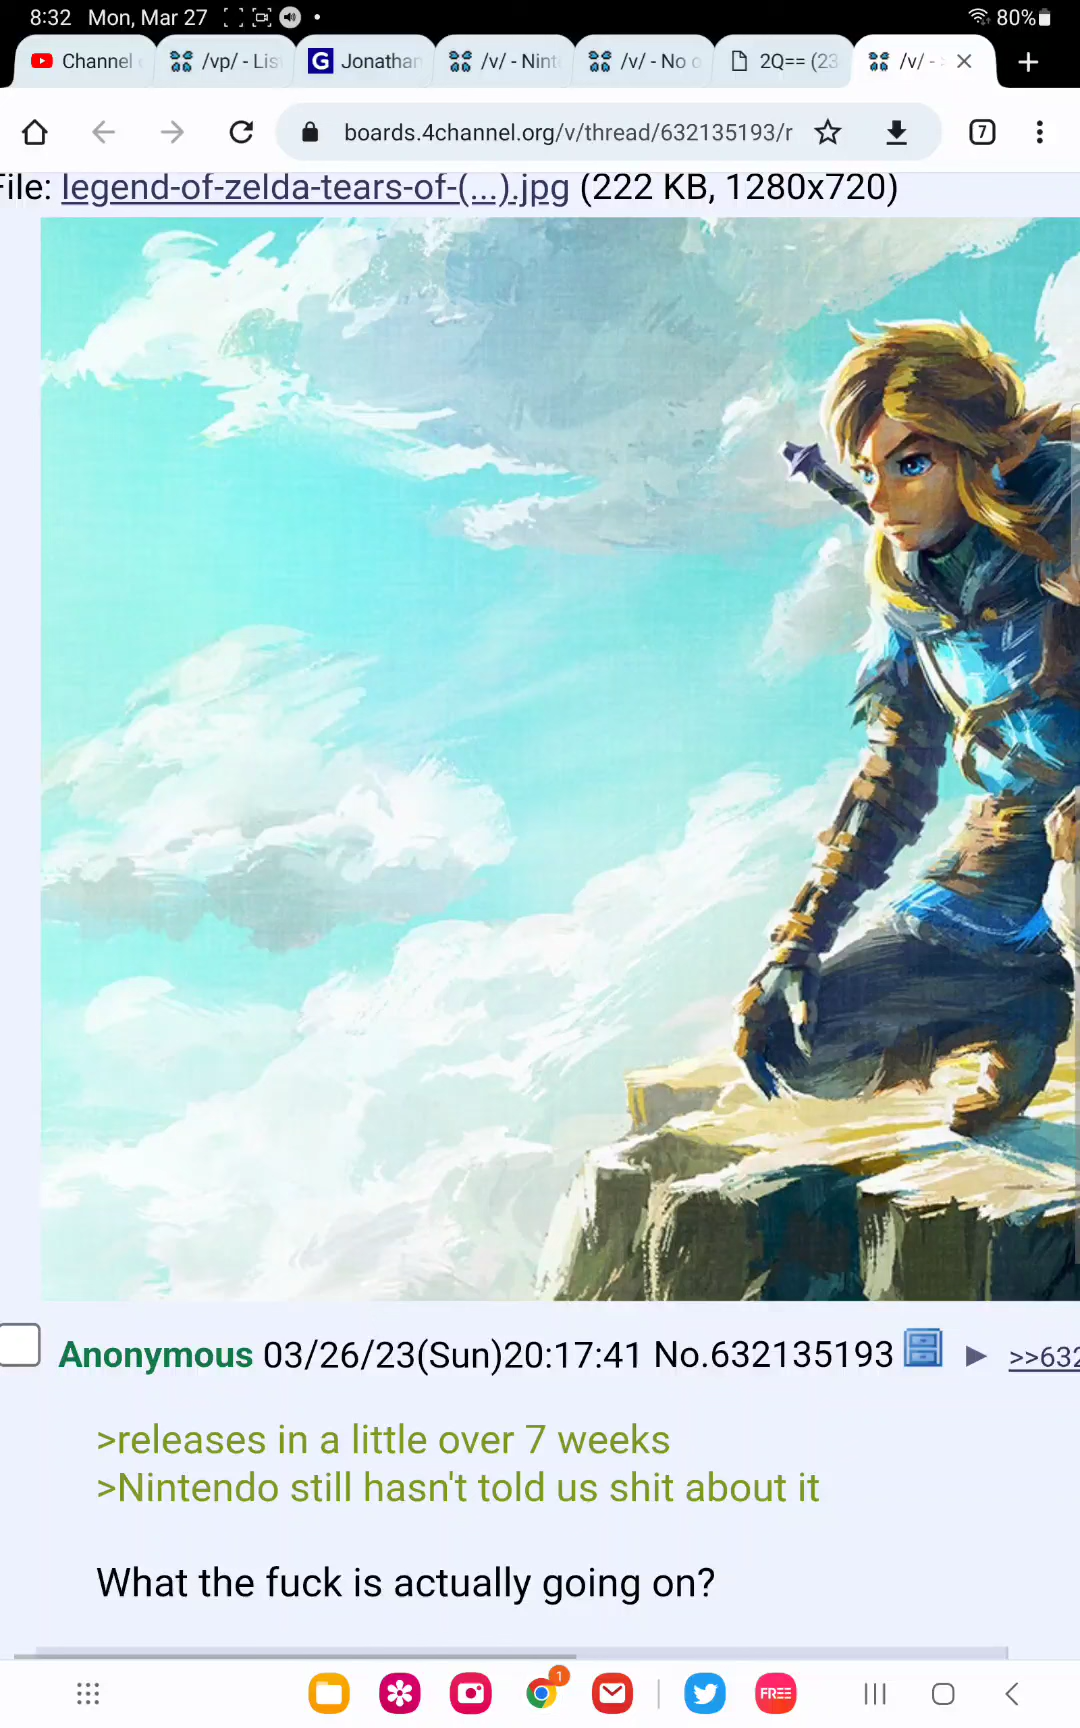 8:32 Mon, Mar 27 80%
Channel /vp/ - Lis G Jonathan /v/ - Nint /v/ - No 2Q== (23 /v/ -
boards.4channel.org/v/thread/632135193/r 7
File: legend-of-zelda-tears-of-(...).jpg (222 KB, 1280x720)
Anonymous 03/26/23(Sun)20:17:41 No.632135193 >>632
>releases in a little over 7 weeks
>Nintendo still hasn't told us shit about it
What the fuck is actually going on?
1
FREE